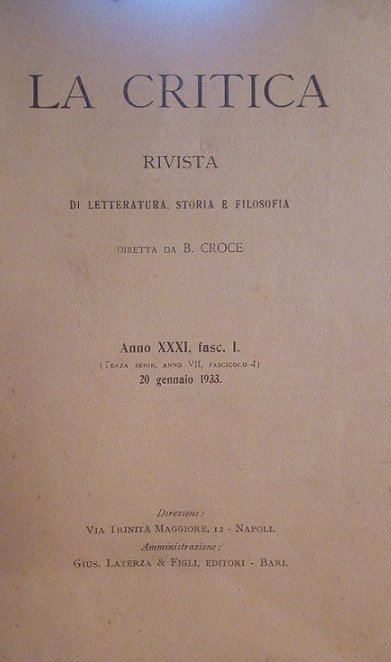 LA CRITICA
RIVISTA
DI LETTERATURA, STORIA E FILOSOFIA
DIRETTA DA B. CROCE
Anno XXXI, fasc. I.
(TERZA SERIE, ANNO VII, FASCICOLO I)
20 gennaio 1933.
Direzione:
VIA TRINITÀ MAGGIORE, 12 - NAPOLI.
Amministrazione:
GIUS. LATERZA & FIGLI, EDITORI - BARI.